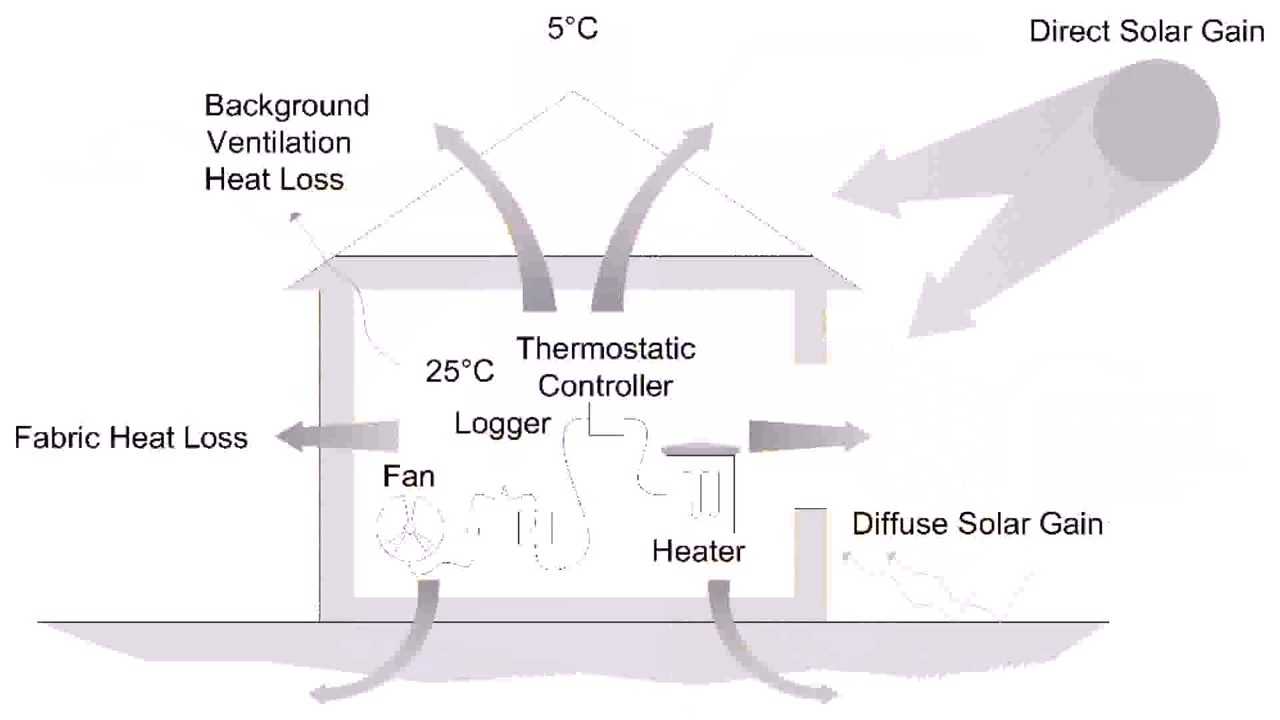 5°C
Direct Solar Gain
Background
Ventilation
Heat Loss
Thermostatic
Controller
25°C
Logger
Fabric Heat Loss
Fan
Diffuse Solar Gain
Heater